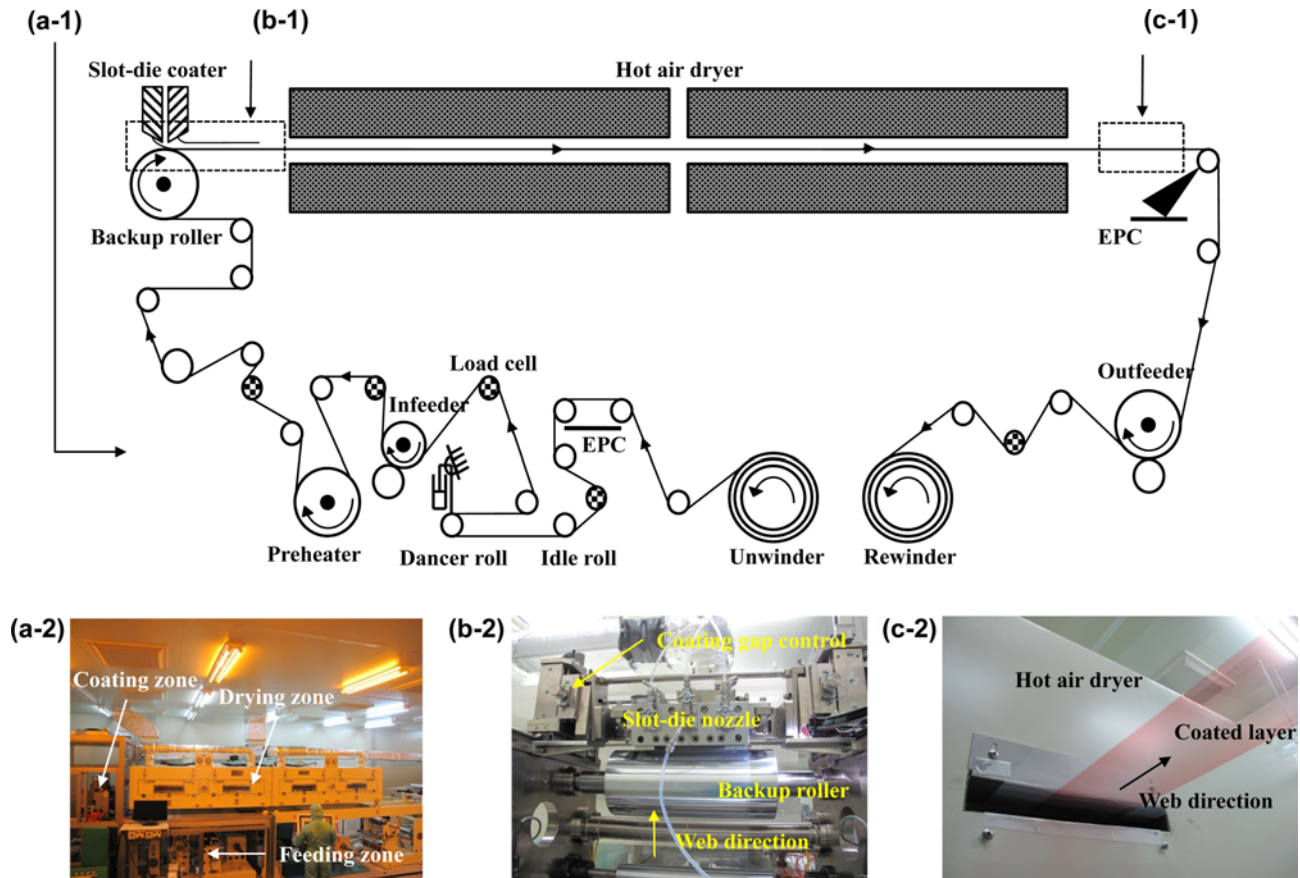 (a-1)
(b-1)
(c-1)
Slot-die coater
Hot air dryer
Backup roller
EPC
Load cell
Infeeder
Outfeeder
EPC
Preheater
Dancer roll
Idle roll
Unwinder
Rewinder
(a-2)
Coating zone
Drying zone
Feeding zone
(b-2)
Coating gap control
Slot-die nozzle
Backup roller
Web direction
(c-2)
Hot air dryer
Coated layer
Web direction